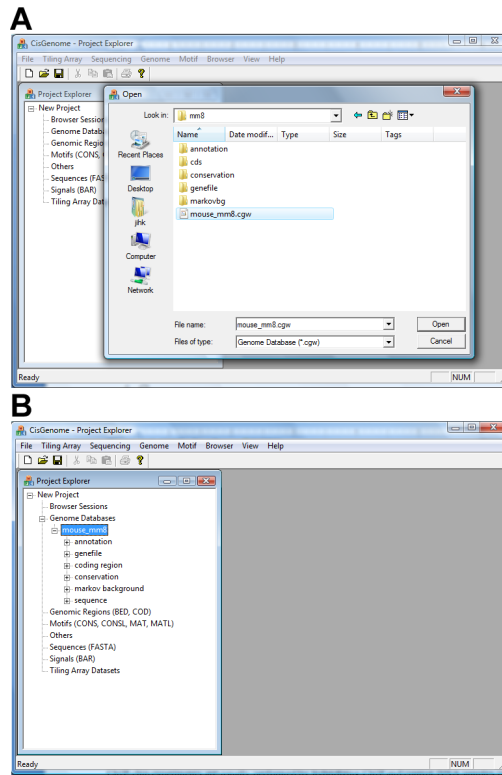 A
CisGenome - Project Explorer
File Tiling Array Sequencing Genome Motif Browser View Help
Project Explorer
New Project
Browser Session
Genome Datab
Genomic Regio
Motifs (CONS,
Others
Sequences (FAS
Signals (BAR)
Tiling Array Dat
Open
Look in: mm8
Name Date modif... Type Size Tags
annotation
cds
conservation
genefile
markovbg
mouse_mm8.cgw
Recent Places
Desktop
jihk
Computer
Network
File name: mouse_mm8.cgw Open
Files of type: Genome Database (*.cgw) Cancel
Ready NUM
B
CisGenome - Project Explorer
File Tiling Array Sequencing Genome Motif Browser View Help
Project Explorer
New Project
Browser Sessions
Genome Databases
mouse_mm8
annotation
genefile
coding region
conservation
markov background
sequence
Genomic Regions (BED, COD)
Motifs (CONS, CONSL, MAT, MATL)
Others
Sequences (FASTA)
Signals (BAR)
Tiling Array Datasets
Ready NUM